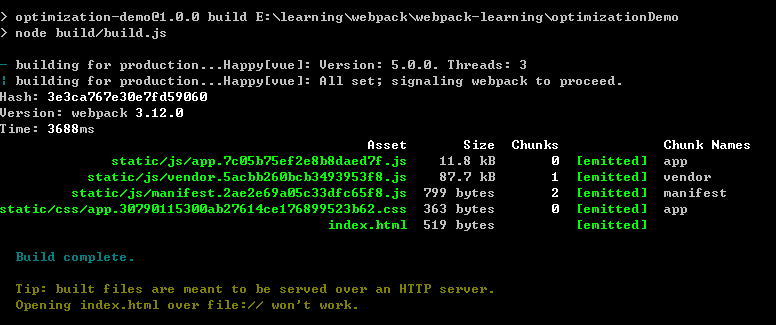 > optimization-demo@1.0.0 build E:\learning\webpack\webpack-learning\optimizationDemo
> node build/build.js
- building for production...Happy[vue]: Version: 5.0.0. Threads: 3
¦ building for production...Happy[vue]: All set; signaling webpack to proceed.
Hash: 3e3ca767e30e7fd59060
Version: webpack 3.12.0
Time: 3688ms
Asset Size Chunks Chunk Names
static/js/app.7c05b75ef2e8b8daed7f.js 11.8 kB 0 [emitted] app
static/js/vendor.5acbb260bcb3493953f8.js 87.7 kB 1 [emitted] vendor
static/js/manifest.2ae2e69a05c33dfc65f8.js 799 bytes 2 [emitted] manifest
static/css/app.30790115300ab27614ce176899523b62.css 363 bytes 0 [emitted] app
index.html 519 bytes [emitted]
Build complete.
Tip: built files are meant to be served over an HTTP server.
Opening index.html over file:// won't work.